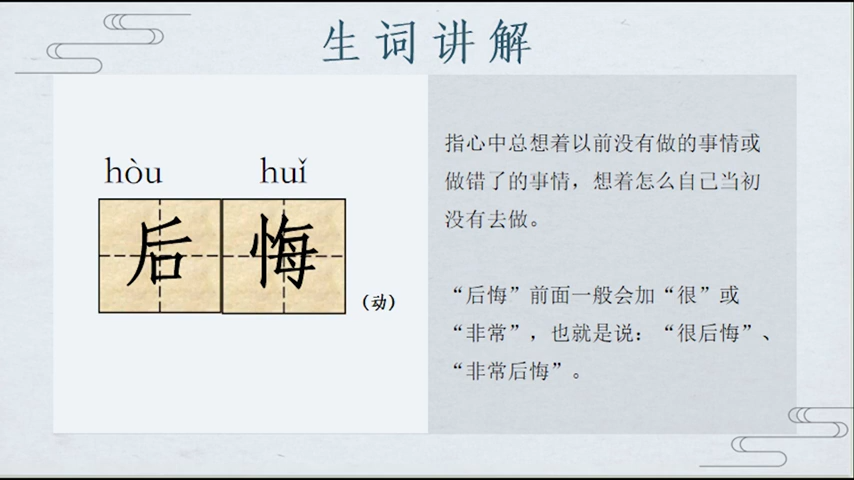 生词讲解
hòu huǐ
后悔
（动）
指心中总想着以前没有做的事情或
做错了的事情，想着怎么自己当初
没有去做。
“后悔”前面一般会加“很”或
“非常”，也就是说：“很后悔”、
“非常后悔”。